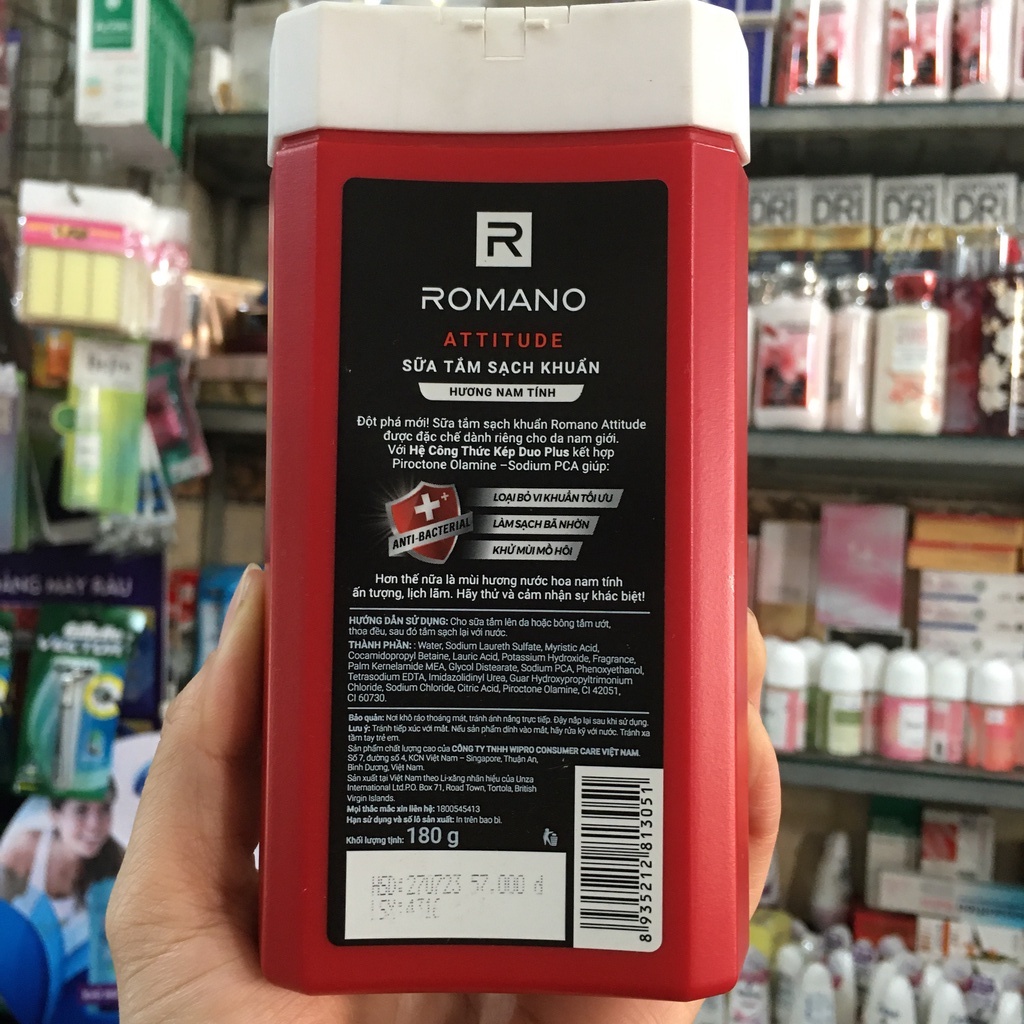 R
ROMANO
ATTITUDE
SỮA TẮM SẠCH KHUẨN
HƯƠNG NAM TÍNH
Đột phá mới! Sữa tắm sạch khuẩn Romano Attitude
được đặc chế dành riêng cho da nam giới.
Với Hệ Công Thức Kép Duo Plus kết hợp
Piroctone Olamine –Sodium PCA giúp:
ANTI-BACTERIAL
LOẠI BỎ VI KHUẨN TỐI ƯU
LÀM SẠCH BÃ NHỜN
KHỬ MÙI MỒ HÔI
Hơn thế nữa là mùi hương nước hoa nam tính
ấn tượng, lịch lãm. Hãy thử và cảm nhận sự khác biệt!
HƯỚNG DẪN SỬ DỤNG: Cho sữa tắm lên da hoặc bông tắm ướt,
thoa đều, sau đó tắm sạch lại với nước.
THÀNH PHẦN: : Water, Sodium Laureth Sulfate, Myristic Acid,
Cocamidopropyl Betaine, Lauric Acid, Potassium Hydroxide, Fragrance,
Palm Kernelamide MEA, Glycol Distearate, Sodium PCA, Phenoxyethanol,
Tetrasodium EDTA, Imidazolidinyl Urea, Guar Hydroxypropyltrimonium
Chloride, Sodium Chloride, Citric Acid, Piroctone Olamine, CI 42051,
CI 60730.
Bảo quản: Nơi khô ráo thoáng mát, tránh ánh nắng trực tiếp. Đậy nắp lại sau khi sử dụng.
Lưu ý: Tránh tiếp xúc với mắt. Nếu sản phẩm dính vào mắt, hãy rửa kỹ với nước. Tránh xa
tầm tay trẻ em.
Sản phẩm chất lượng cao của CÔNG TY TNHH WIPRO CONSUMER CARE VIỆT NAM.
Số 7, đường số 4, KCN Việt Nam – Singapore, Thuận An,
Bình Dương, Việt Nam.
Sản xuất tại Việt Nam theo Li-xăng nhãn hiệu của Unza
International Ltd.P.O. Box 71, Road Town, Tortola, British
Virgin Islands.
Mọi thắc mắc xin liên hệ: 1800545413
Hạn sử dụng và số lô sản xuất: In trên bao bì.
Khối lượng tịnh: 180 g
HSD:270723 57.000 đ
8 935212 813051
DRi DRi DRi DRi